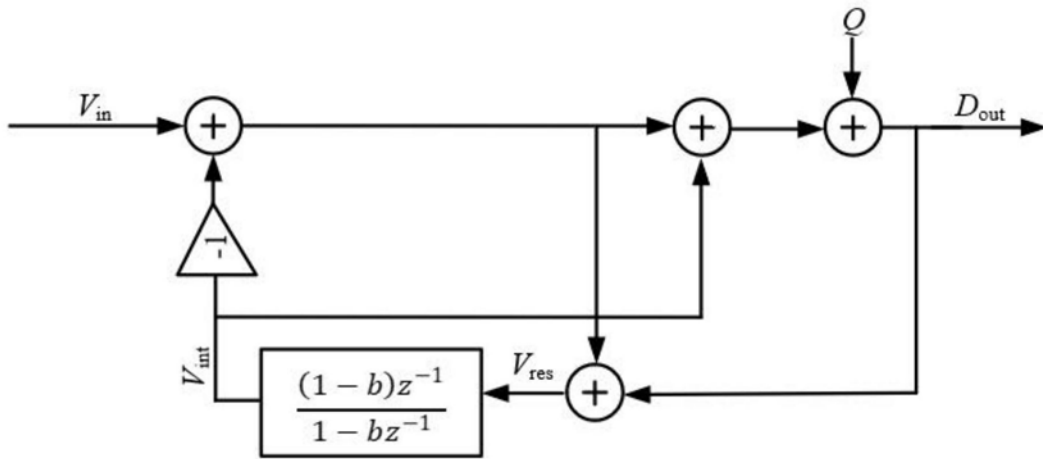 Q
V_in
+
+
+
D_out
-1
V_int
V_res
+
(1 − b)z^{−1}
1 − bz^{−1}